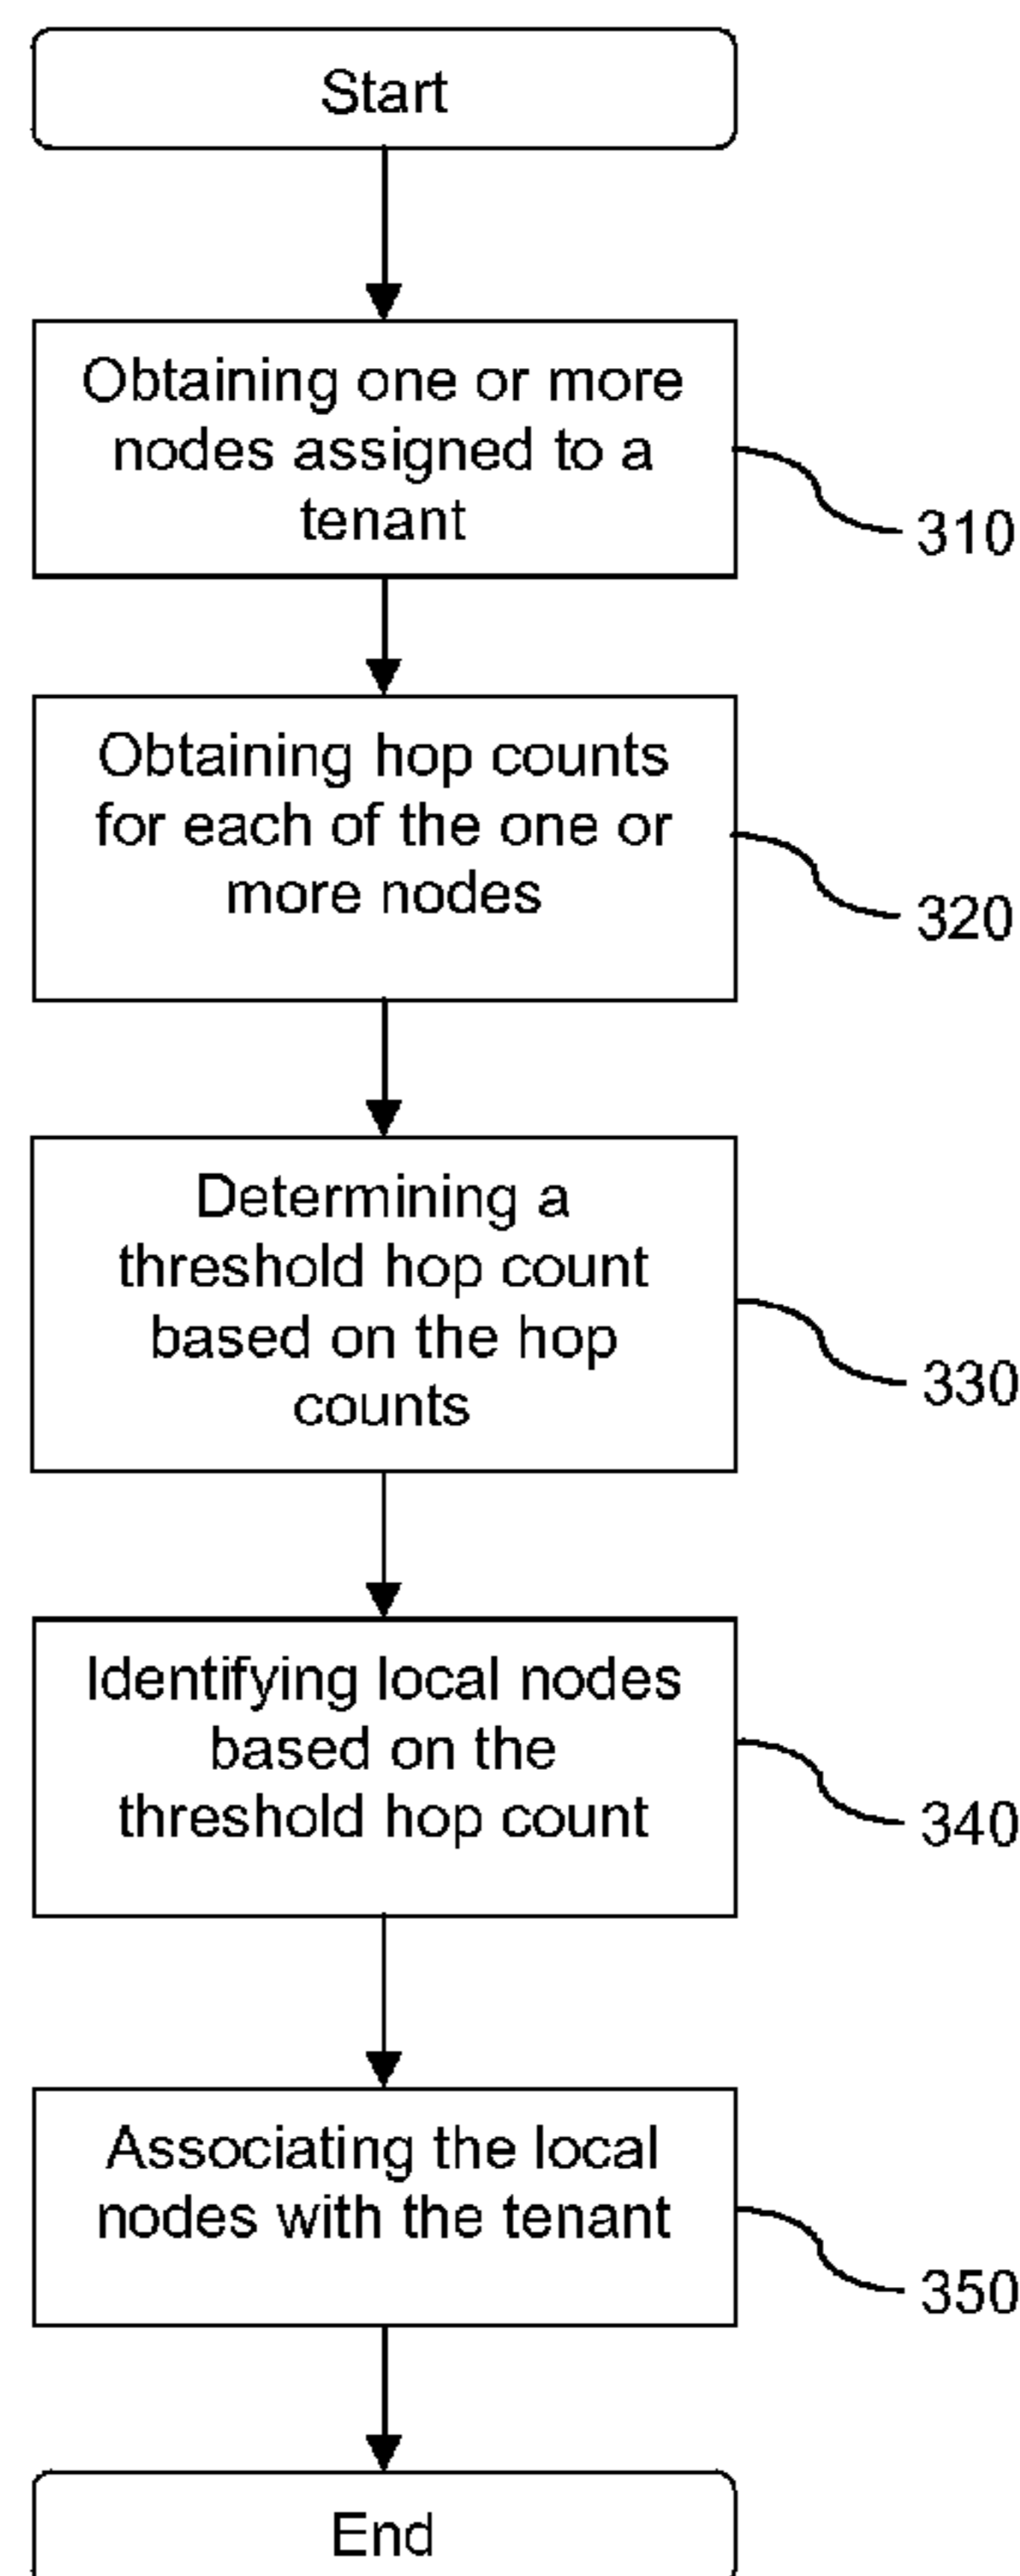 Start
Obtaining one or more
nodes assigned to a
tenant
310
Obtaining hop counts
for each of the one or
more nodes
320
Determining a
threshold hop count
based on the hop
counts
330
Identifying local nodes
based on the
threshold hop count
340
Associating the local
nodes with the tenant
350
End